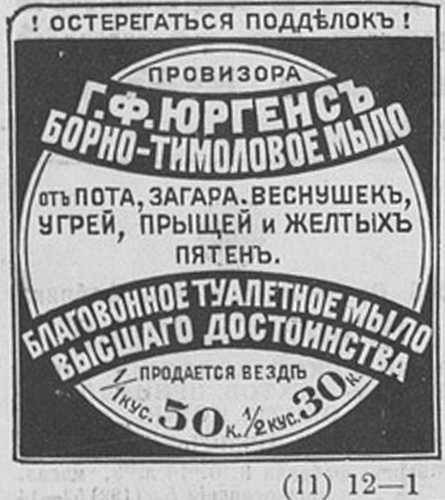 ! ОСТЕРЕГАТЬСЯ ПОДДѢЛОКЪ !
ПРОВИЗОРА
Г.Ф.ЮРГЕНСЪ
БОРНО-ТИМОЛОВОЕ МЫЛО
отъ ПОТА, ЗАГАРА. ВЕСНУШЕКЪ,
УГРЕЙ, ПРЫЩЕЙ и ЖЕЛТЫХЪ
ПЯТЕНЪ.
БЛАГОВОННОЕ ТУАЛЕТНОЕ МЫЛО
ВЫСШАГО ДОСТОИНСТВА
ПРОДАЕТСЯ ВЕЗДѢ
1/1 КУС. 50 К. 1/2 КУС. 30 К.
(11) 12—1